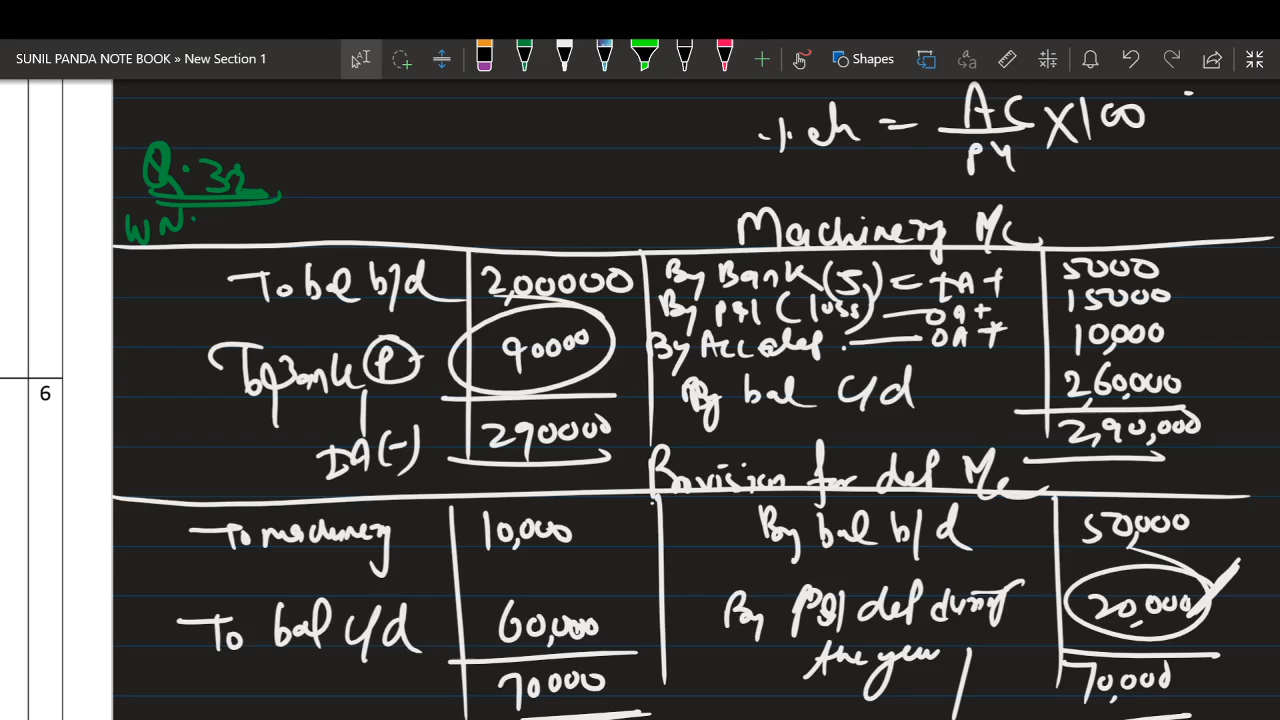 SUNIL PANDA NOTE BOOK » New Section 1
Shapes
% ch = AC/PY X 100
Q. 32
WN.
Machinery A/C
To bal b/d 2,00000 By Bank (S) = IA + 5000
By P&L (loss) — OA+ 15000
To Bank (P) 90000 By Acc dep. — OA + 10,000
By bal c/d 2,60,000
IA (-) 290000 2,90,000
Provision for dep A/c
To machinery 10,000 By bal b/d 50,000
To bal c/d 60,000 By P&l dep during 20,000
the year
70000 70,000
6